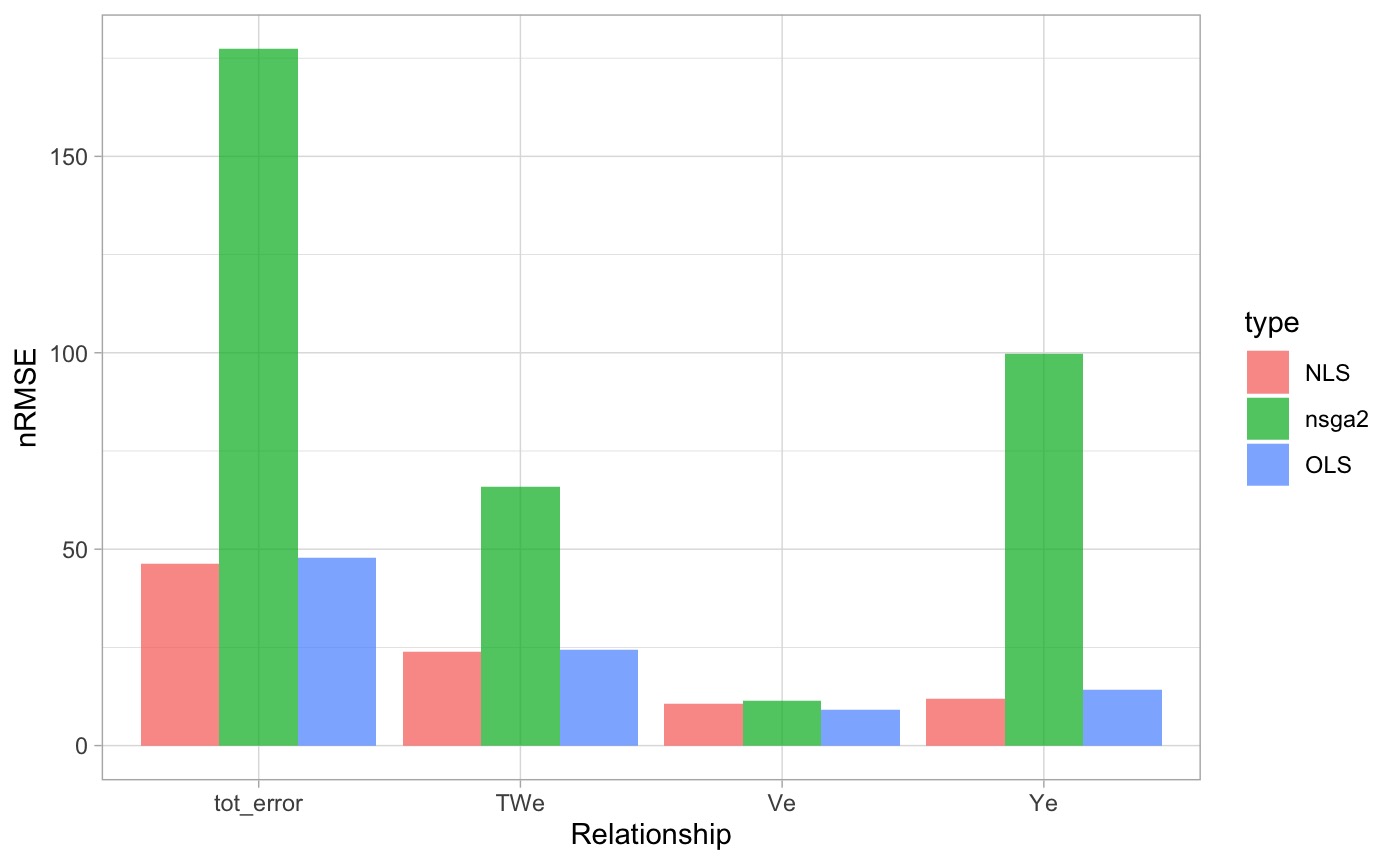 nRMSE
150
100
50
0
tot_error
TWe
Ve
Ye
Relationship
type
NLS
nsga2
OLS